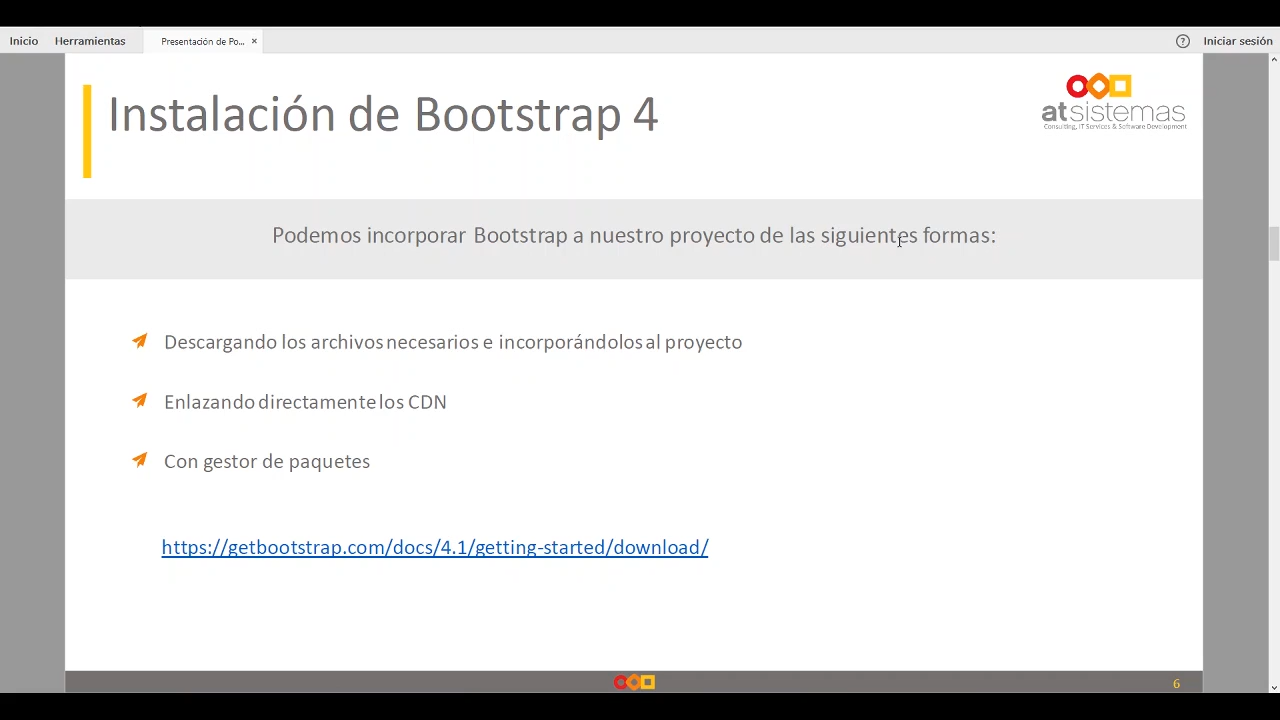 Inicio Herramientas Presentación de Po... × ? Iniciar sesión
Instalación de Bootstrap 4
atsistemas
Consulting, IT Services & Software Development
Podemos incorporar Bootstrap a nuestro proyecto de las siguientes formas:
Descargando los archivos necesarios e incorporándolos al proyecto
Enlazando directamente los CDN
Con gestor de paquetes
https://getbootstrap.com/docs/4.1/getting-started/download/
6